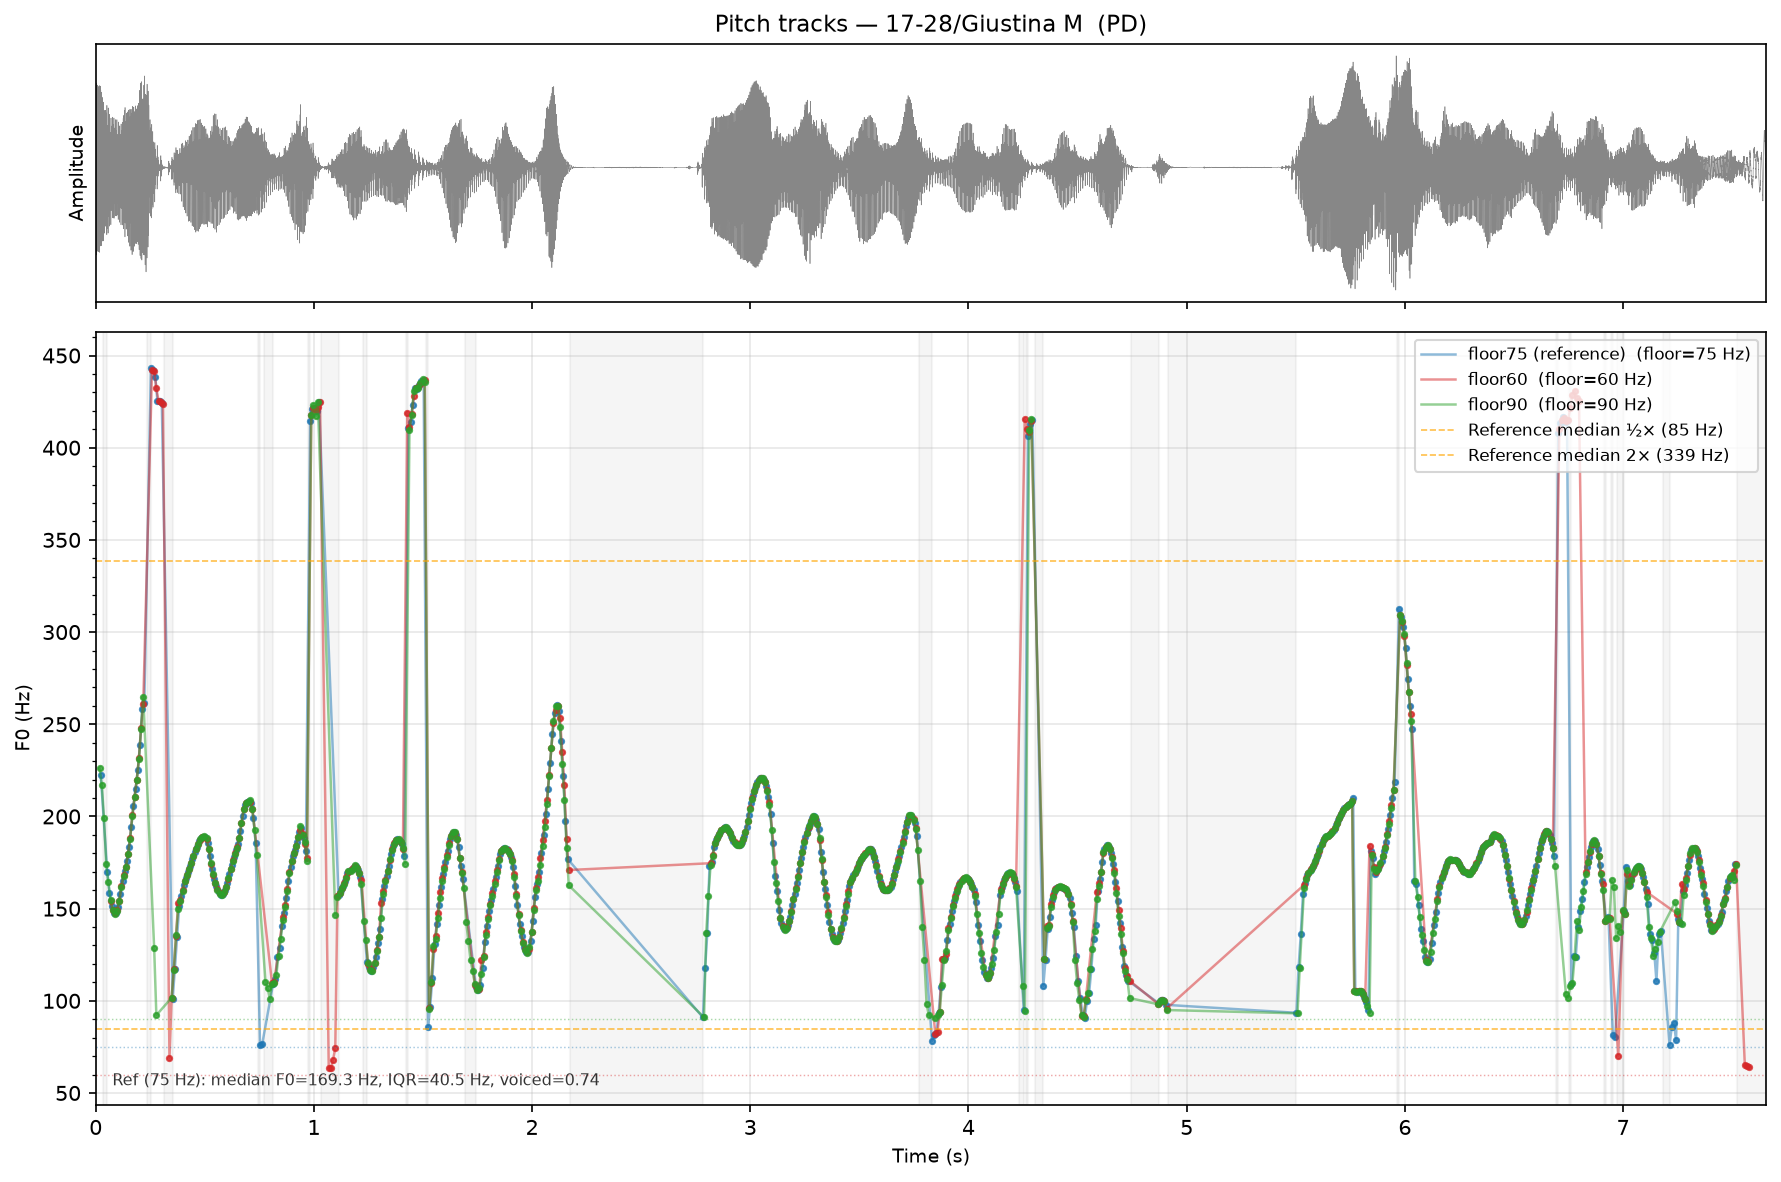 Pitch tracks — 17-28/Giustina M  (PD)
Amplitude
450
400
350
300
250
200
150
100
50
F0 (Hz)
floor75 (reference)  (floor=75 Hz)
floor60  (floor=60 Hz)
floor90  (floor=90 Hz)
Reference median ½× (85 Hz)
Reference median 2× (339 Hz)
Ref (75 Hz): median F0=169.3 Hz, IQR=40.5 Hz, voiced=0.74
0 1 2 3 4 5 6 7
Time (s)